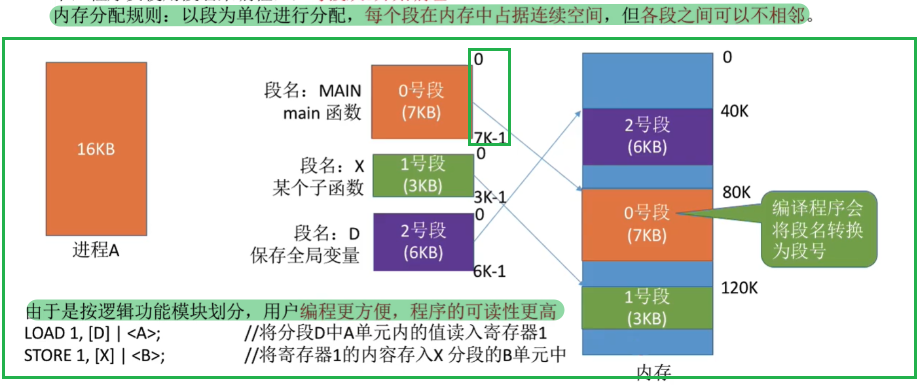 内存分配规则：以段为单位进行分配，每个段在内存中占据连续空间，但各段之间可以不相邻。
16KB
进程A
段名：MAIN
main 函数
0号段
(7KB)
0
7K-1
段名：X
某个子函数
1号段
(3KB)
0
3K-1
段名：D
保存全局变量
2号段
(6KB)
0
6K-1
0
2号段
(6KB)
40K
0号段
(7KB)
80K
1号段
(3KB)
120K
内存
编译程序会
将段名转换
为段号
由于是按逻辑功能模块划分，用户编程更方便，程序的可读性更高
LOAD 1, [D] | <A>; //将分段D中A单元内的值读入寄存器1
STORE 1, [X] | <B>; //将寄存器1的内容存入X 分段的B单元中